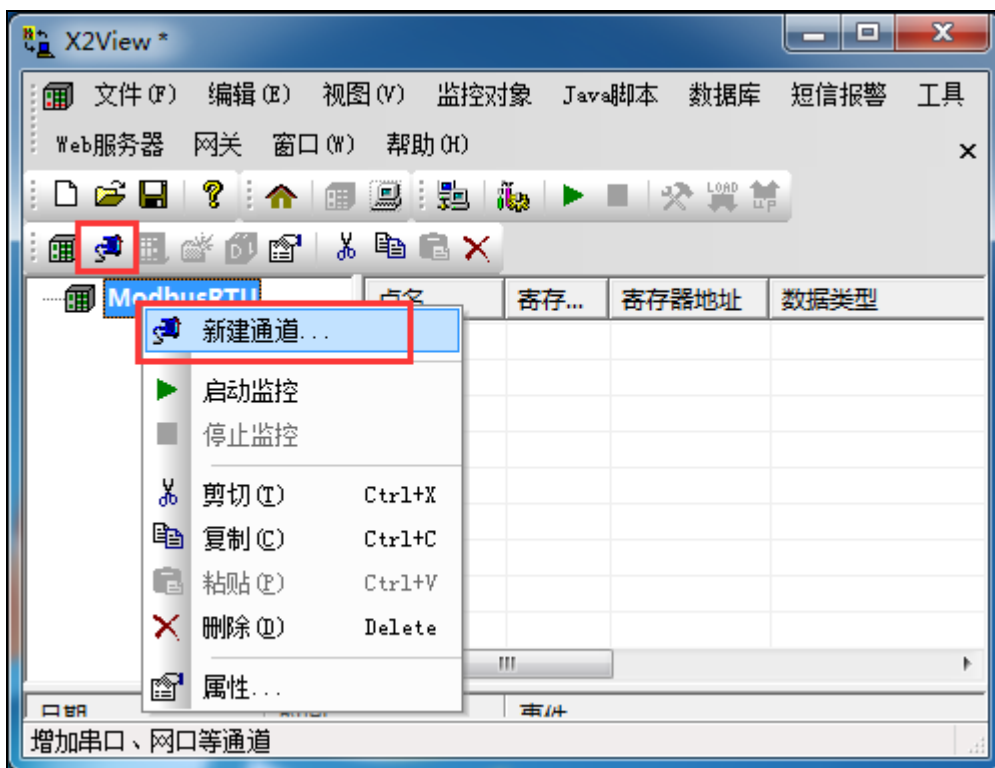 X2View *
文件(F) 编辑(E) 视图(V) 监控对象 Java脚本 数据库 短信报警 工具
Web服务器 网关 窗口(W) 帮助(H)
LOAD UP
ModbusRTU 点名 寄存... 寄存器地址 数据类型
新建通道...
启动监控
停止监控
剪切(T) Ctrl+X
复制(C) Ctrl+C
粘贴(P) Ctrl+V
删除(D) Delete
属性...
日期 事件
增加串口、网口等通道